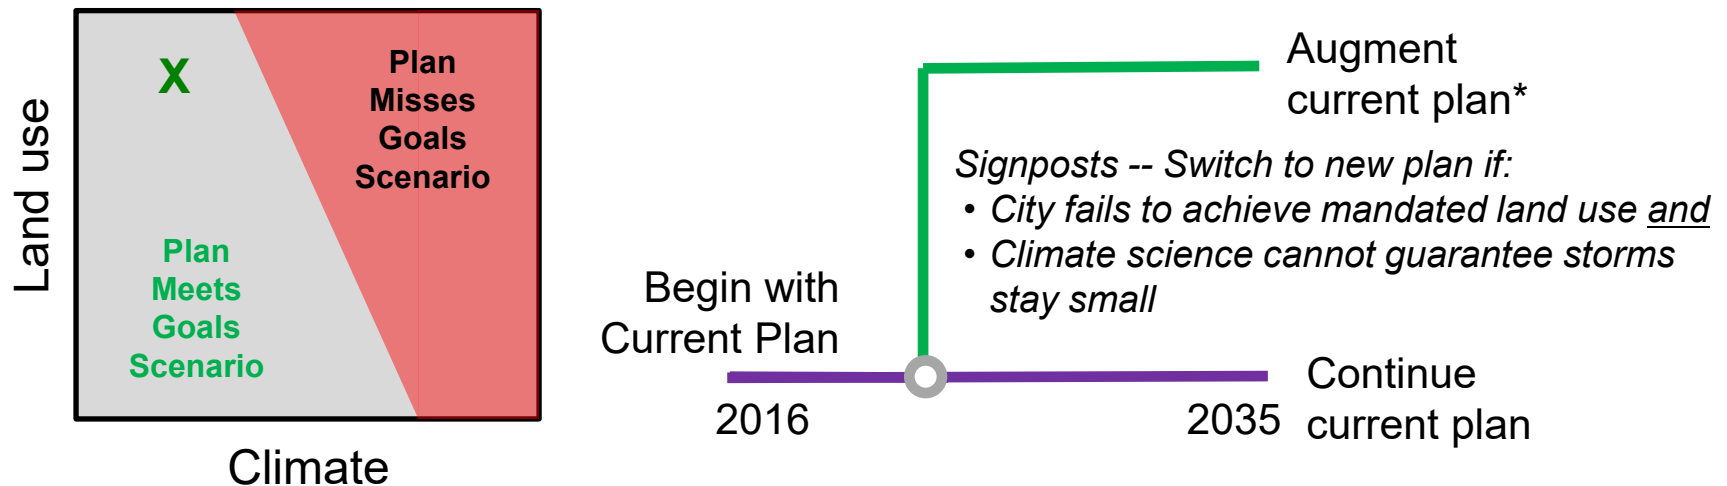 Land use
X
Plan
Misses
Goals
Scenario
Plan
Meets
Goals
Scenario
Climate
Augment
current plan*
Signposts -- Switch to new plan if:
• City fails to achieve mandated land use and
• Climate science cannot guarantee storms
stay small
Begin with
Current Plan
2016
2035
Continue
current plan